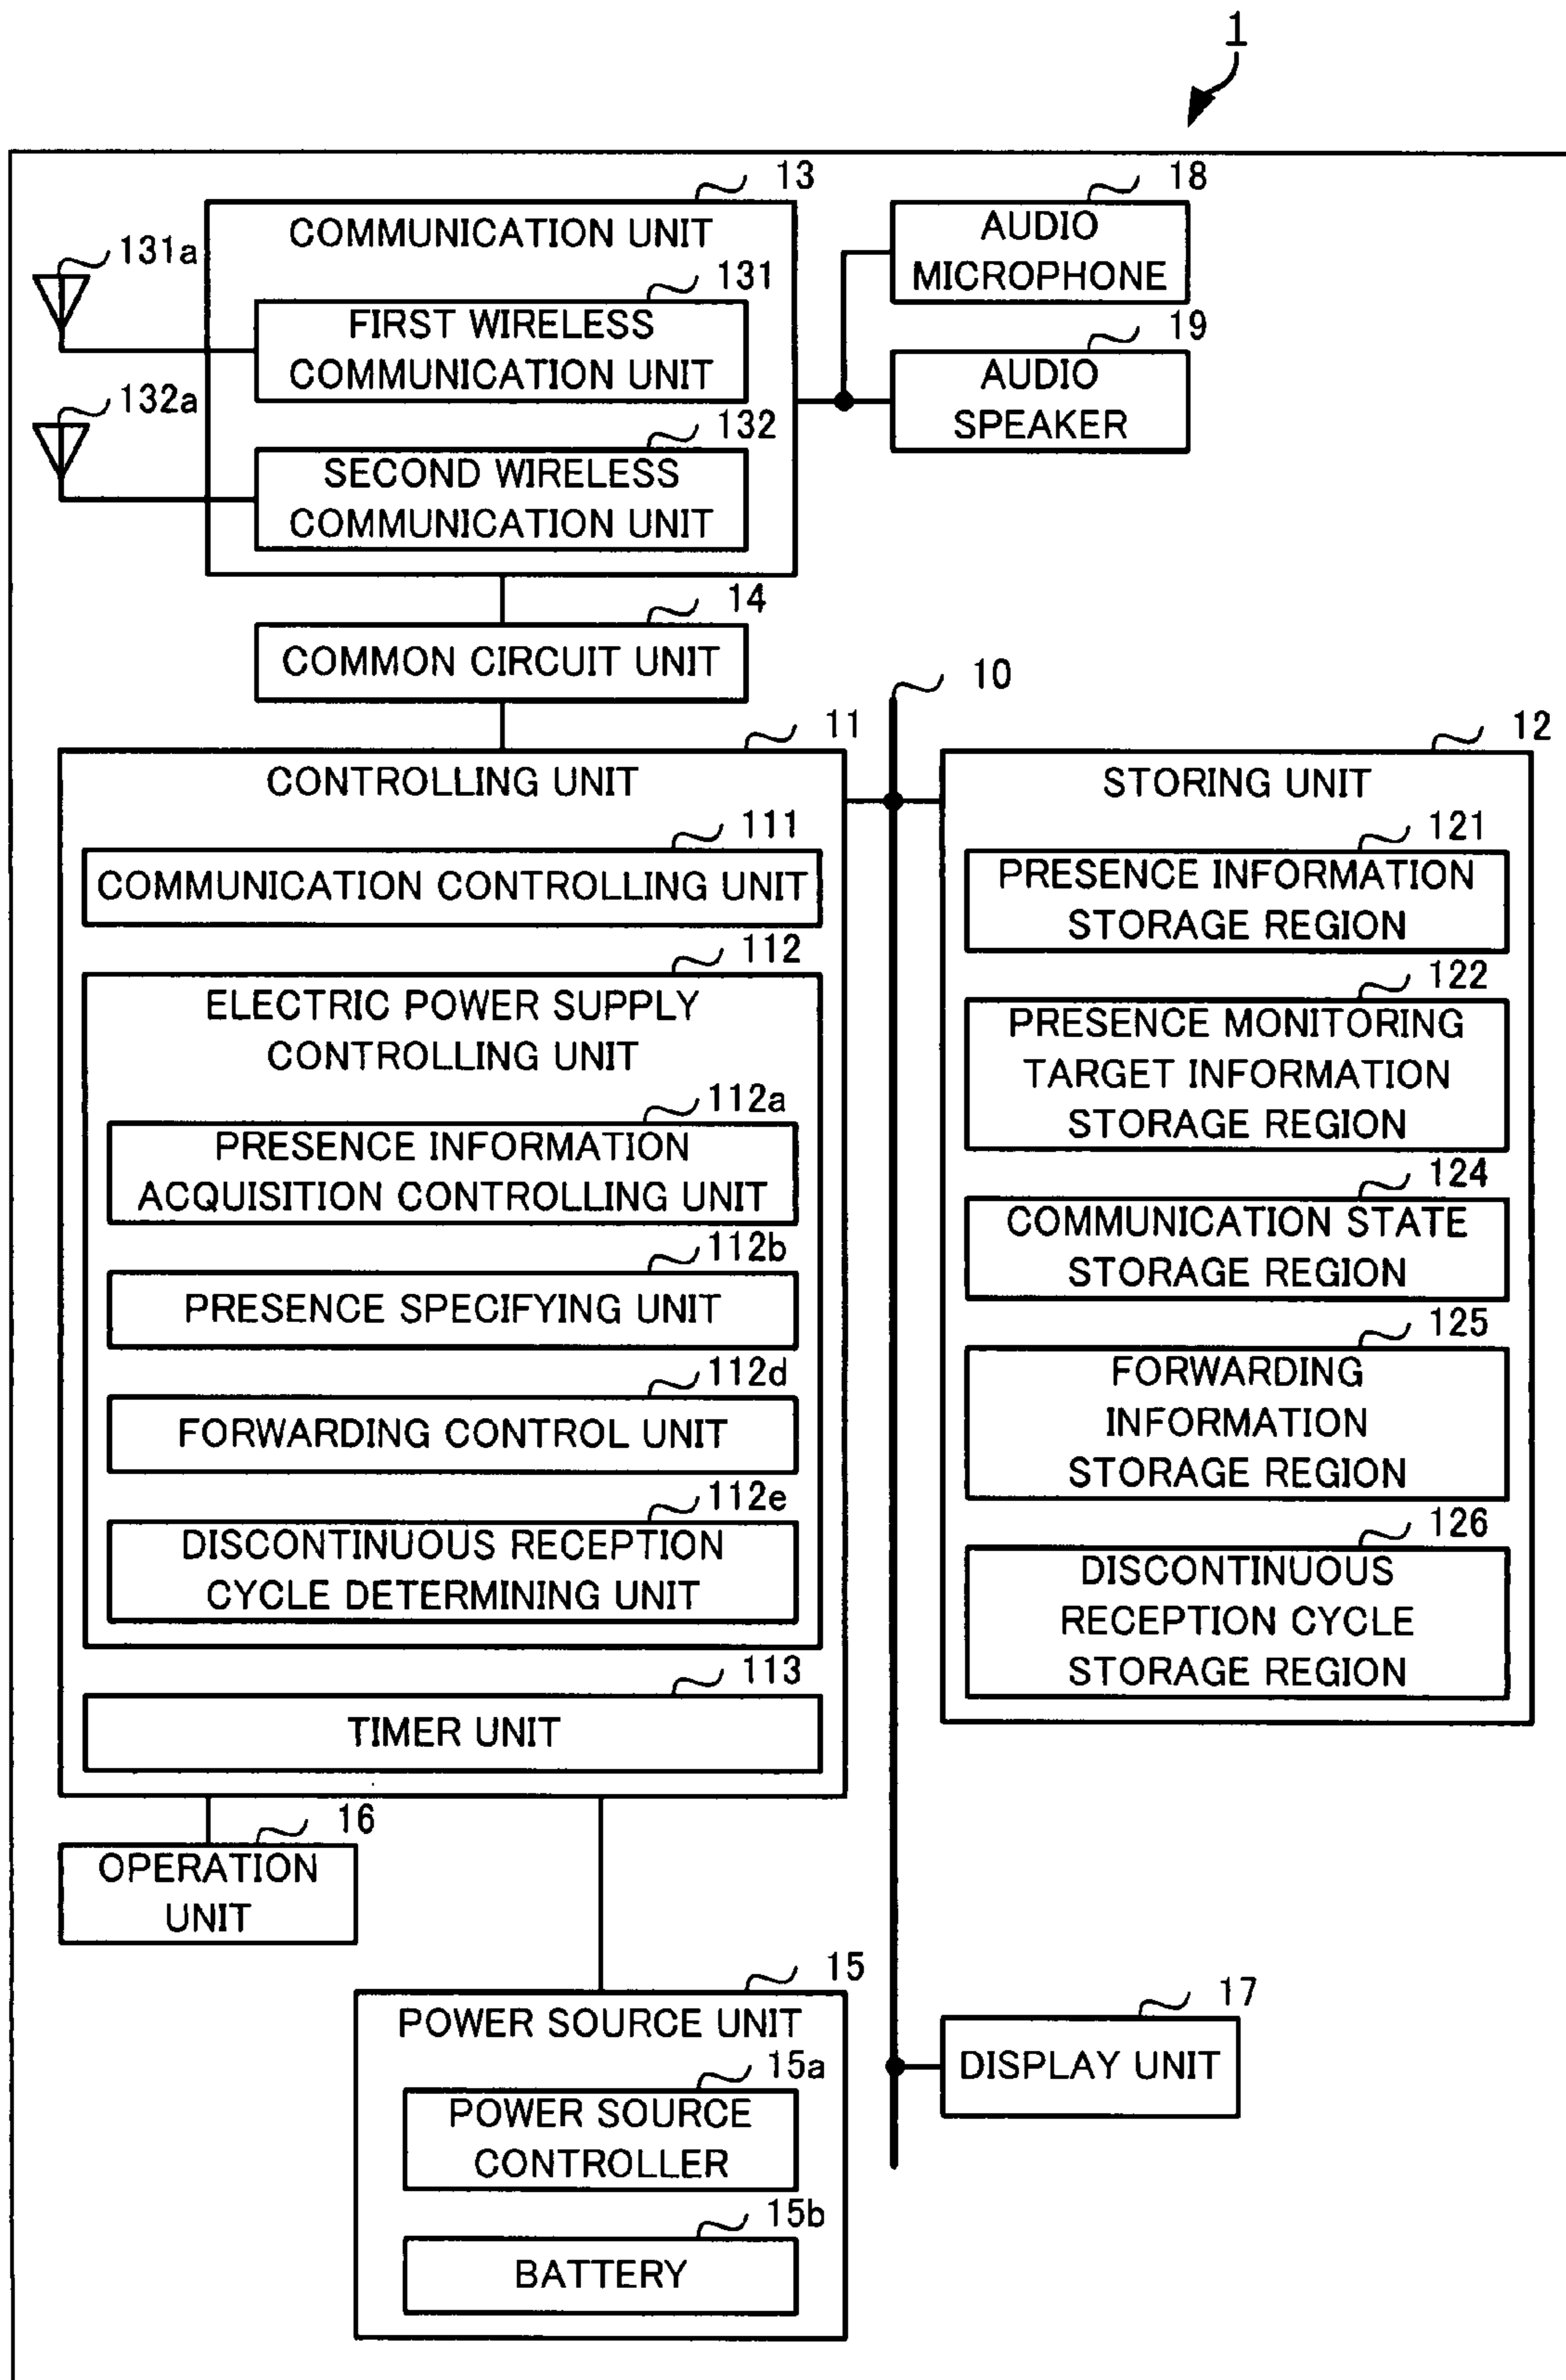 1
13
COMMUNICATION UNIT
131a
131
FIRST WIRELESS
COMMUNICATION UNIT
132a
132
SECOND WIRELESS
COMMUNICATION UNIT
18
AUDIO
MICROPHONE
19
AUDIO
SPEAKER
14
COMMON CIRCUIT UNIT
10
11
CONTROLLING UNIT
111
COMMUNICATION CONTROLLING UNIT
112
ELECTRIC POWER SUPPLY
CONTROLLING UNIT
112a
PRESENCE INFORMATION
ACQUISITION CONTROLLING UNIT
112b
PRESENCE SPECIFYING UNIT
112d
FORWARDING CONTROL UNIT
112e
DISCONTINUOUS RECEPTION
CYCLE DETERMINING UNIT
113
TIMER UNIT
12
STORING UNIT
121
PRESENCE INFORMATION
STORAGE REGION
122
PRESENCE MONITORING
TARGET INFORMATION
STORAGE REGION
124
COMMUNICATION STATE
STORAGE REGION
125
FORWARDING
INFORMATION
STORAGE REGION
126
DISCONTINUOUS
RECEPTION CYCLE
STORAGE REGION
16
OPERATION
UNIT
15
POWER SOURCE UNIT
15a
POWER SOURCE
CONTROLLER
15b
BATTERY
17
DISPLAY UNIT